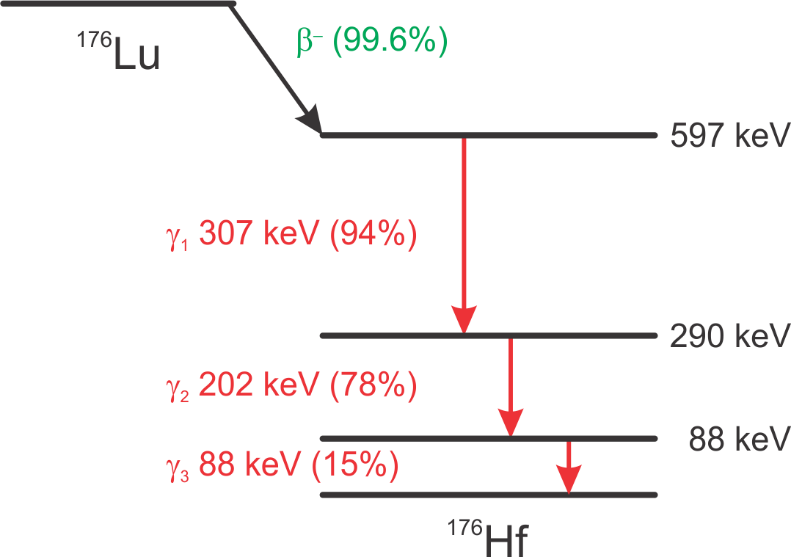 ¹⁷⁶Lu
β⁻ (99.6%)
597 keV
γ₁ 307 keV (94%)
290 keV
γ₂ 202 keV (78%)
88 keV
γ₃ 88 keV (15%)
¹⁷⁶Hf